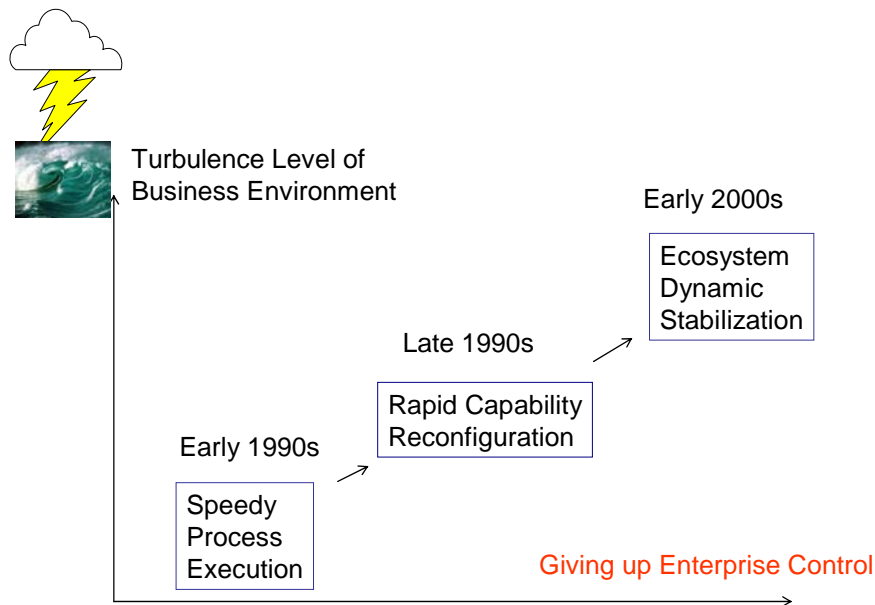 Turbulence Level of
Business Environment
Early 2000s
Ecosystem
Dynamic
Stabilization
Late 1990s
Rapid Capability
Reconfiguration
Early 1990s
Speedy
Process
Execution
Giving up Enterprise Control